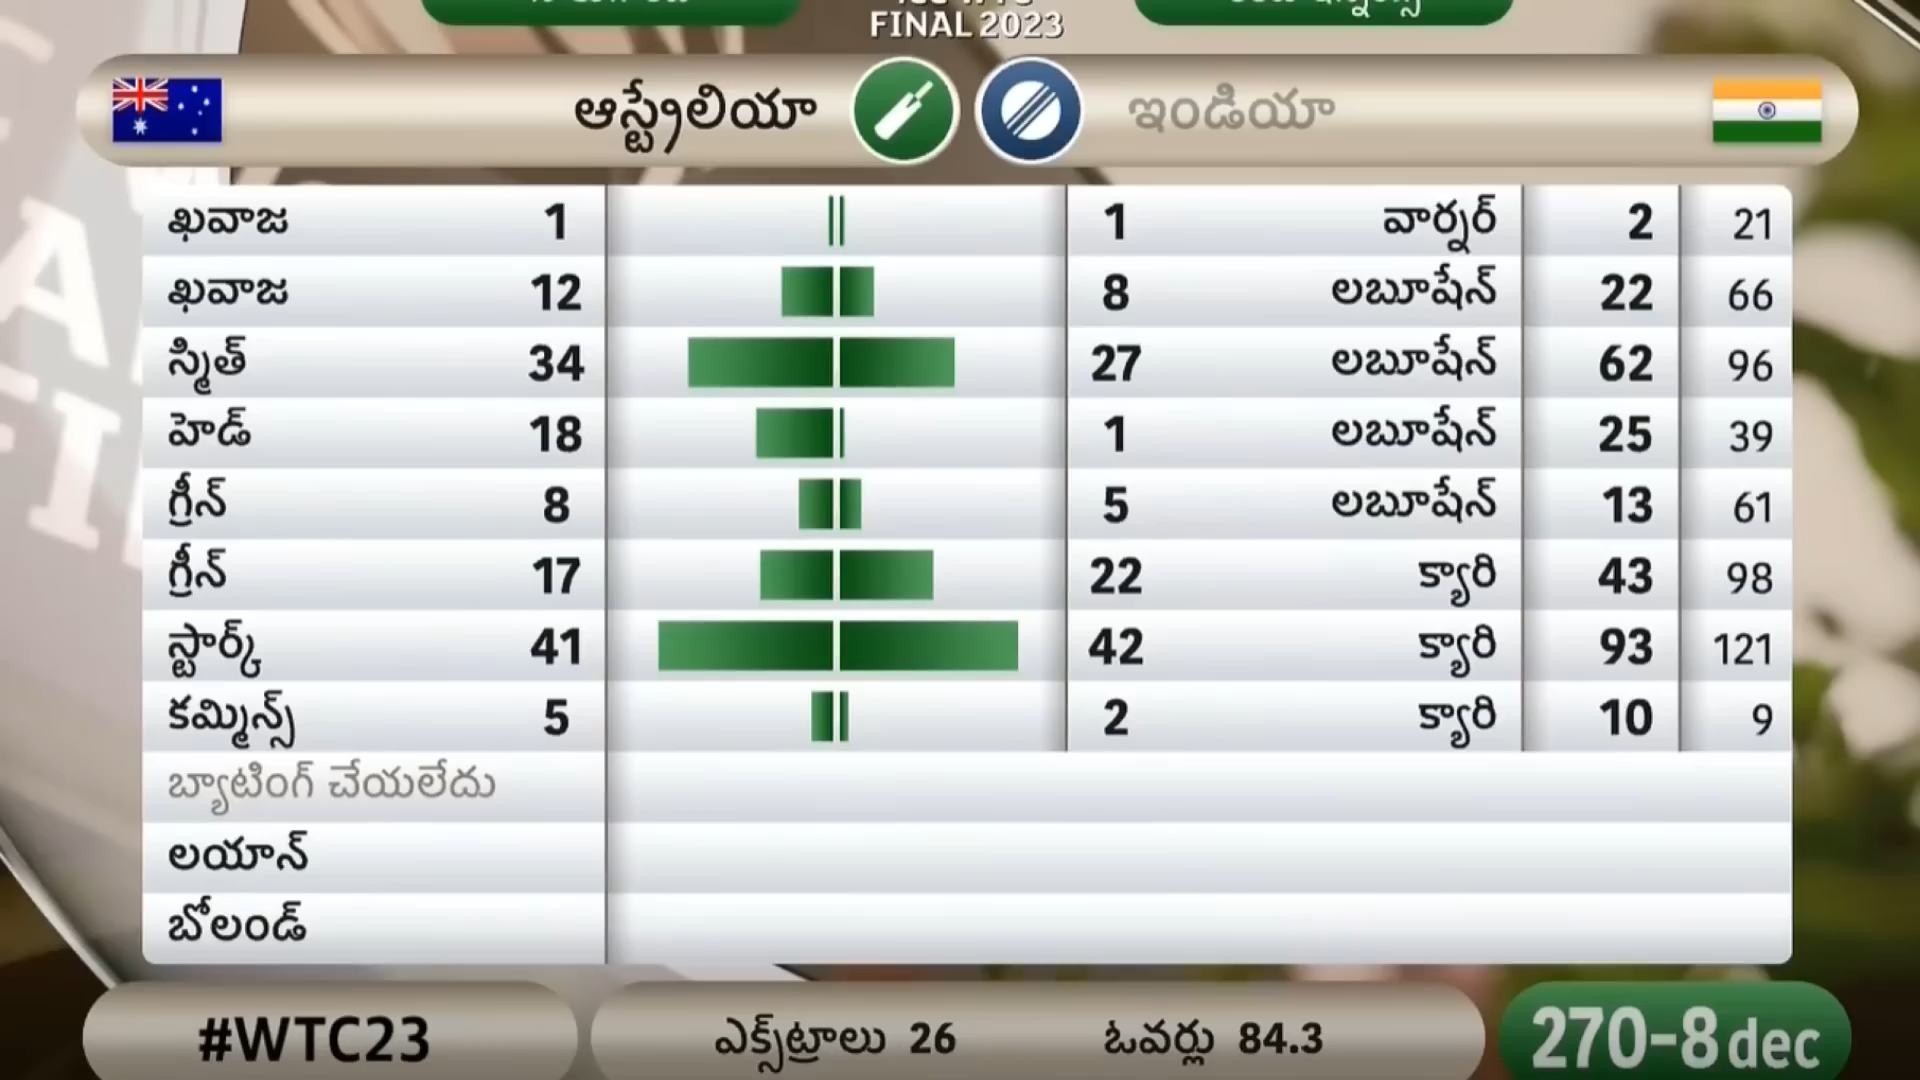 FINAL 2023
ఆస్ట్రేలియా ఇండియా
ఖవాజ 1 1 వార్నర్ 2 21
ఖవాజ 12 8 లబూషేన్ 22 66
స్మిత్ 34 27 లబూషేన్ 62 96
హెడ్ 18 1 లబూషేన్ 25 39
గ్రీన్ 8 5 లబూషేన్ 13 61
గ్రీన్ 17 22 క్యారి 43 98
స్టార్క్ 41 42 క్యారి 93 121
కమ్మిన్స్ 5 2 క్యారి 10 9
బ్యాటింగ్ చేయలేదు
లయాన్
బోలండ్
#WTC23 ఎక్స్‌ట్రాలు 26 ఓవర్లు 84.3 270-8 dec